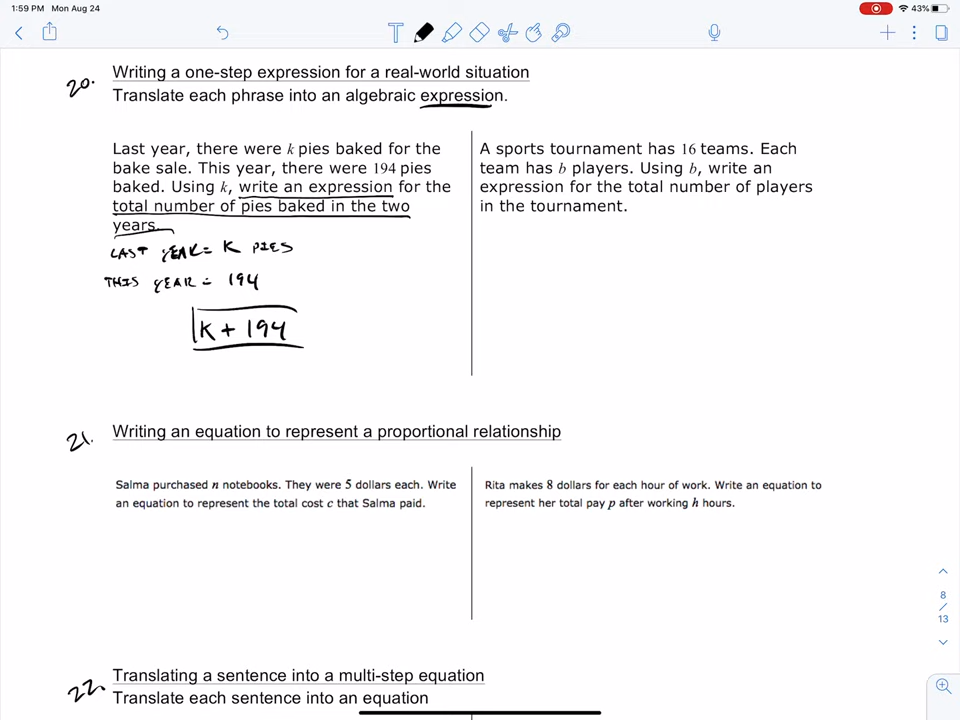 1:59 PM Mon Aug 24
43%
20.
Writing a one-step expression for a real-world situation
Translate each phrase into an algebraic expression.
Last year, there were k pies baked for the
bake sale. This year, there were 194 pies
baked. Using k, write an expression for the
total number of pies baked in the two
years.
LAST YEAR = K PIES
THIS YEAR = 194
K + 194
A sports tournament has 16 teams. Each
team has b players. Using b, write an
expression for the total number of players
in the tournament.
21.
Writing an equation to represent a proportional relationship
Salma purchased n notebooks. They were 5 dollars each. Write
an equation to represent the total cost c that Salma paid.
Rita makes 8 dollars for each hour of work. Write an equation to
represent her total pay p after working h hours.
8
/
13
22.
Translating a sentence into a multi-step equation
Translate each sentence into an equation